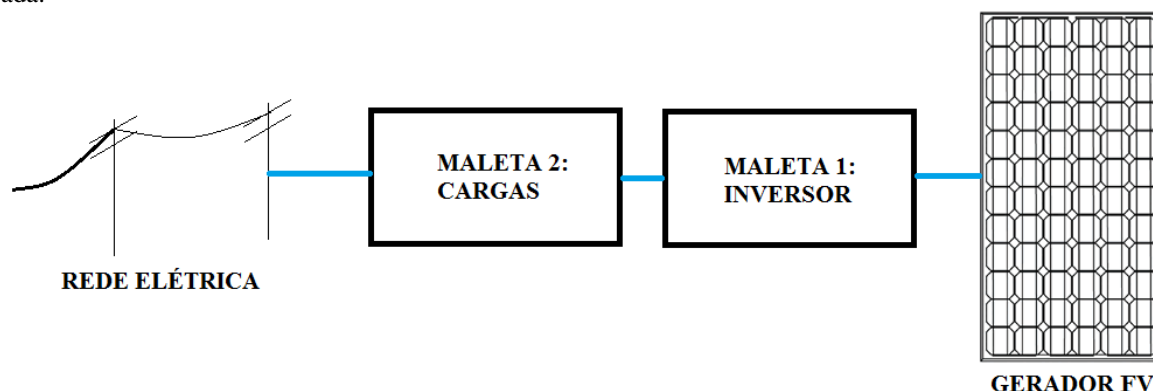 MALETA 2:
CARGAS
MALETA 1:
INVERSOR
REDE ELÉTRICA
GERADOR FV